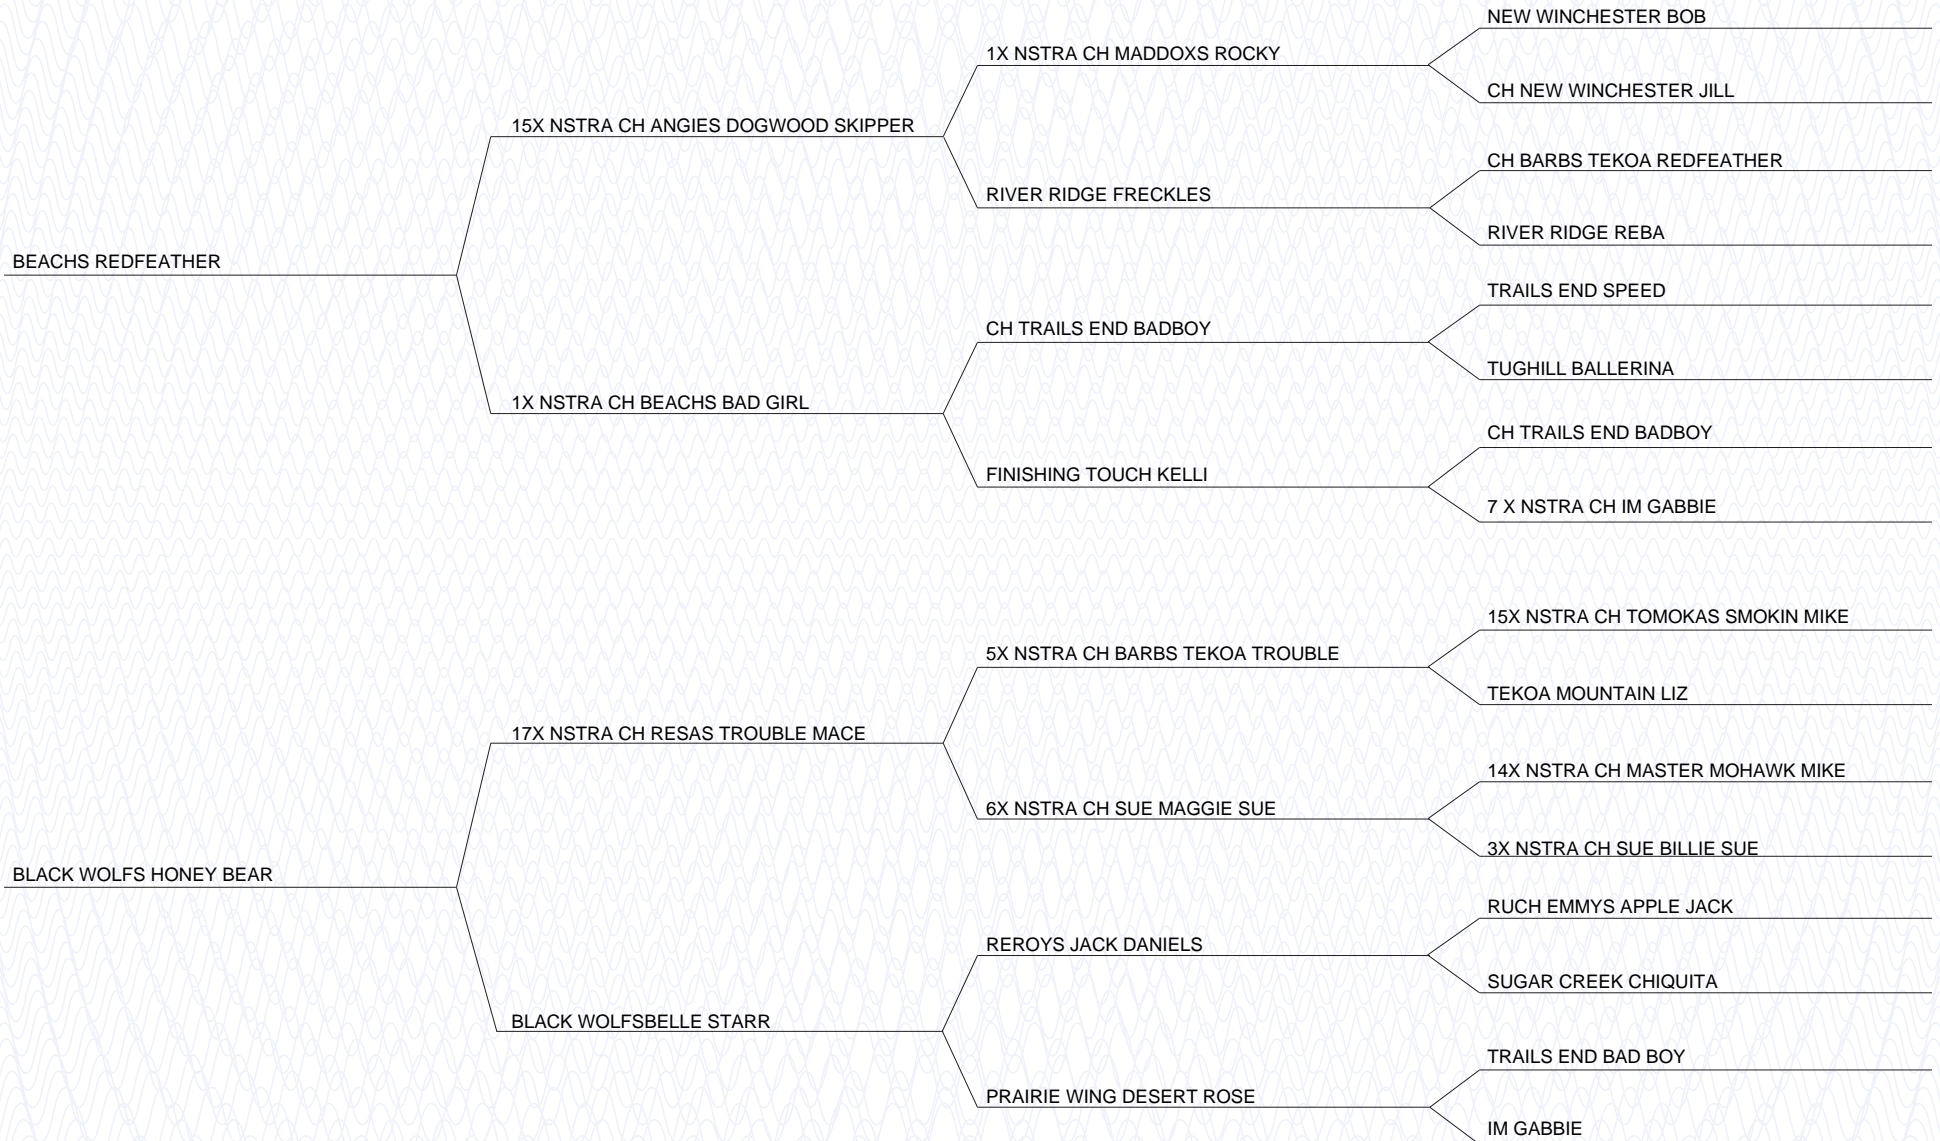 NEW WINCHESTER BOB
1X NSTRA CH MADDOXS ROCKY
CH NEW WINCHESTER JILL
15X NSTRA CH ANGIES DOGWOOD SKIPPER
CH BARBS TEKOA REDFEATHER
RIVER RIDGE FRECKLES
RIVER RIDGE REBA
BEACHS REDFEATHER
TRAILS END SPEED
CH TRAILS END BADBOY
TUGHILL BALLERINA
1X NSTRA CH BEACHS BAD GIRL
CH TRAILS END BADBOY
FINISHING TOUCH KELLI
7 X NSTRA CH IM GABBIE
15X NSTRA CH TOMOKAS SMOKIN MIKE
5X NSTRA CH BARBS TEKOA TROUBLE
TEKOA MOUNTAIN LIZ
17X NSTRA CH RESAS TROUBLE MACE
14X NSTRA CH MASTER MOHAWK MIKE
6X NSTRA CH SUE MAGGIE SUE
3X NSTRA CH SUE BILLIE SUE
BLACK WOLFS HONEY BEAR
RUCH EMMYS APPLE JACK
REROYS JACK DANIELS
SUGAR CREEK CHIQUITA
BLACK WOLFSBELLE STARR
TRAILS END BAD BOY
PRAIRIE WING DESERT ROSE
IM GABBIE